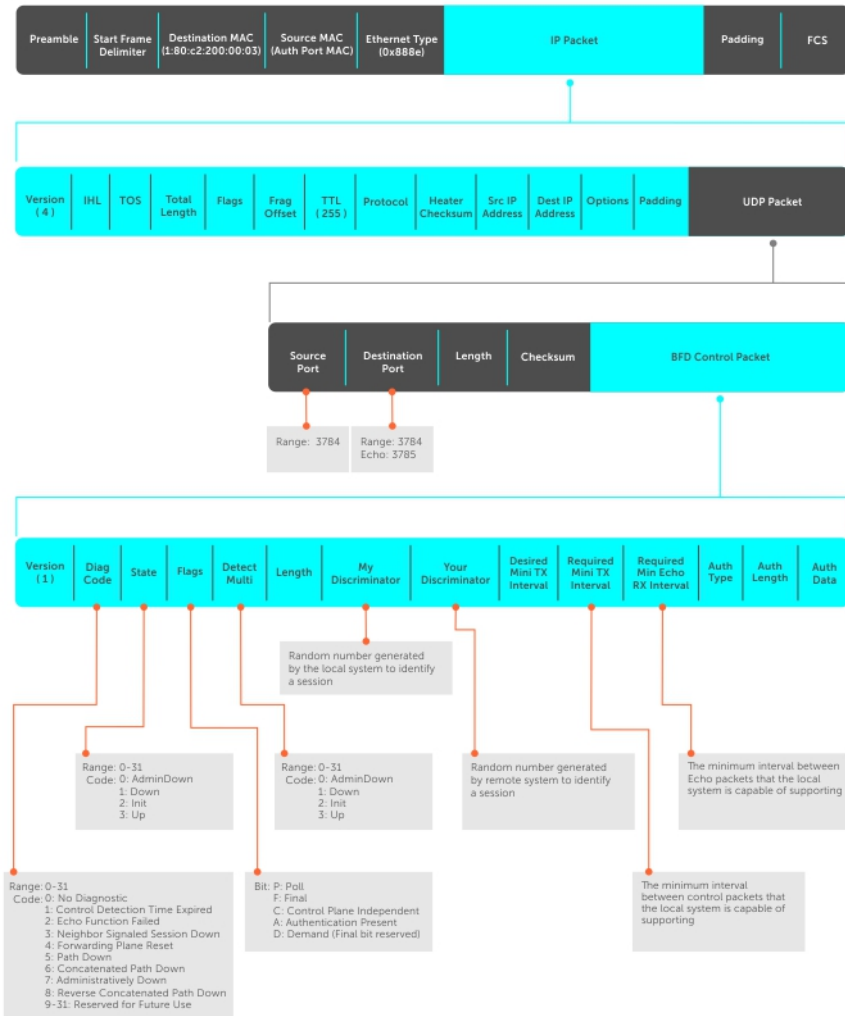 Preamble
Start Frame
Delimiter
Destination MAC
(1:80:c2:200:00:03)
Source MAC
(Auth Port MAC)
Ethernet Type
(0x888e)
IP Packet
Padding
FCS
Version
( 4 )
IHL
TOS
Total
Length
Flags
Frag
Offset
TTL
( 255 )
Protocol
Heater
Checksum
Src IP
Address
Dest IP
Address
Options
Padding
UDP Packet
Source
Port
Destination
Port
Length
Checksum
BFD Control Packet
Range: 3784
Range: 3784
Echo: 3785
Version
( 1 )
Diag
Code
State
Flags
Detect
Multi
Length
My
Discriminator
Your
Discriminator
Desired
Mini TX
Interval
Required
Mini TX
Interval
Required
Min Echo
RX Interval
Auth
Type
Auth
Length
Auth
Data
Random number generated
by the local system to identify
a session
Range: 0-31
Code: 0: AdminDown
1: Down
2: Init
3: Up
Range: 0-31
Code: 0: AdminDown
1: Down
2: Init
3: Up
Random number generated
by remote system to identify
a session
The minimum interval between
Echo packets that the local
system is capable of supporting
Range: 0-31
Code: 0: No Diagnostic
1: Control Detection Time Expired
2: Echo Function Failed
3: Neighbor Signaled Session Down
4: Forwarding Plane Reset
5: Path Down
6: Concatenated Path Down
7: Administratively Down
8: Reverse Concatenated Path Down
9-31: Reserved for Future Use
Bit: P: Poll
F: Final
C: Control Plane Independent
A: Authentication Present
D: Demand (Final bit reserved)
The minimum interval
between control packets that
the local system is capable of
supporting